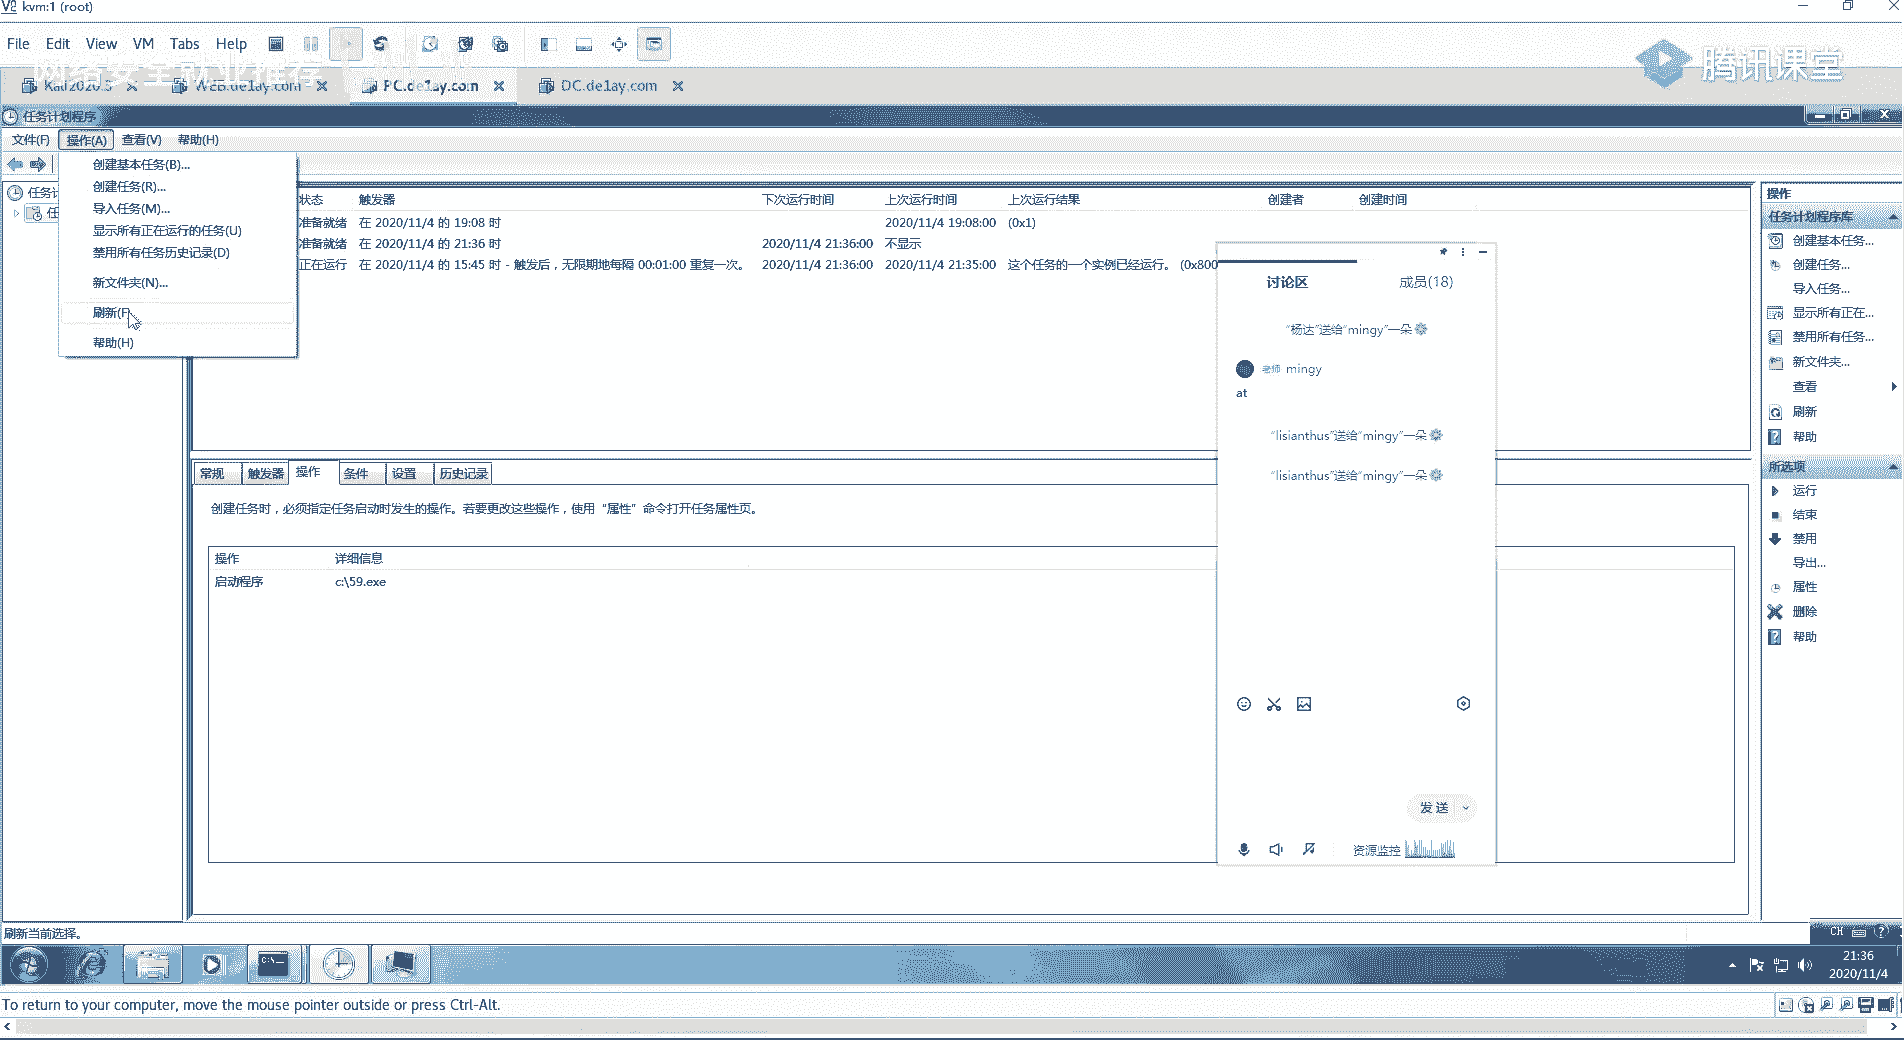 kvm:1 (root)
File Edit View VM Tabs Help
网络安全就业推荐
腾讯课堂
Kali2020.3 WEB.de1ay.com PC.de1ay.com DC.de1ay.com
任务计划程序
文件(F) 操作(A) 查看(V) 帮助(H)
创建基本任务(B)...
创建任务(R)...
导入任务(M)...
显示所有正在运行的任务(U)
禁用所有任务历史记录(D)
新文件夹(N)...
刷新(F)
帮助(H)
任务计
任
状态 触发器 下次运行时间 上次运行时间 上次运行结果 创建者 创建时间
准备就绪 在 2020/11/4 的 19:08 时 2020/11/4 19:08:00 (0x1)
准备就绪 在 2020/11/4 的 21:36 时 2020/11/4 21:36:00 不显示
正在运行 在 2020/11/4 的 15:45 时 - 触发后，无限期地每隔 00:01:00 重复一次。 2020/11/4 21:36:00 2020/11/4 21:35:00 这个任务的一个实例已经运行。 (0x800
常规 触发器 操作 条件 设置 历史记录
创建任务时，必须指定任务启动时发生的操作。若要更改这些操作，使用“属性”命令打开任务属性页。
操作 详细信息
启动程序 c:\59.exe
讨论区 成员(18)
“杨达”送给“mingy”一朵
老师 mingy
at
“lisianthus”送给“mingy”一朵
“lisianthus”送给“mingy”一朵
发送
资源监控
操作
任务计划程序库
创建基本任务...
创建任务...
导入任务...
显示所有正在...
禁用所有任务...
新文件夹...
查看
刷新
帮助
所选项
运行
结束
禁用
导出...
属性
删除
帮助
刷新当前选择。
CH
21:36
2020/11/4
To return to your computer, move the mouse pointer outside or press Ctrl-Alt.